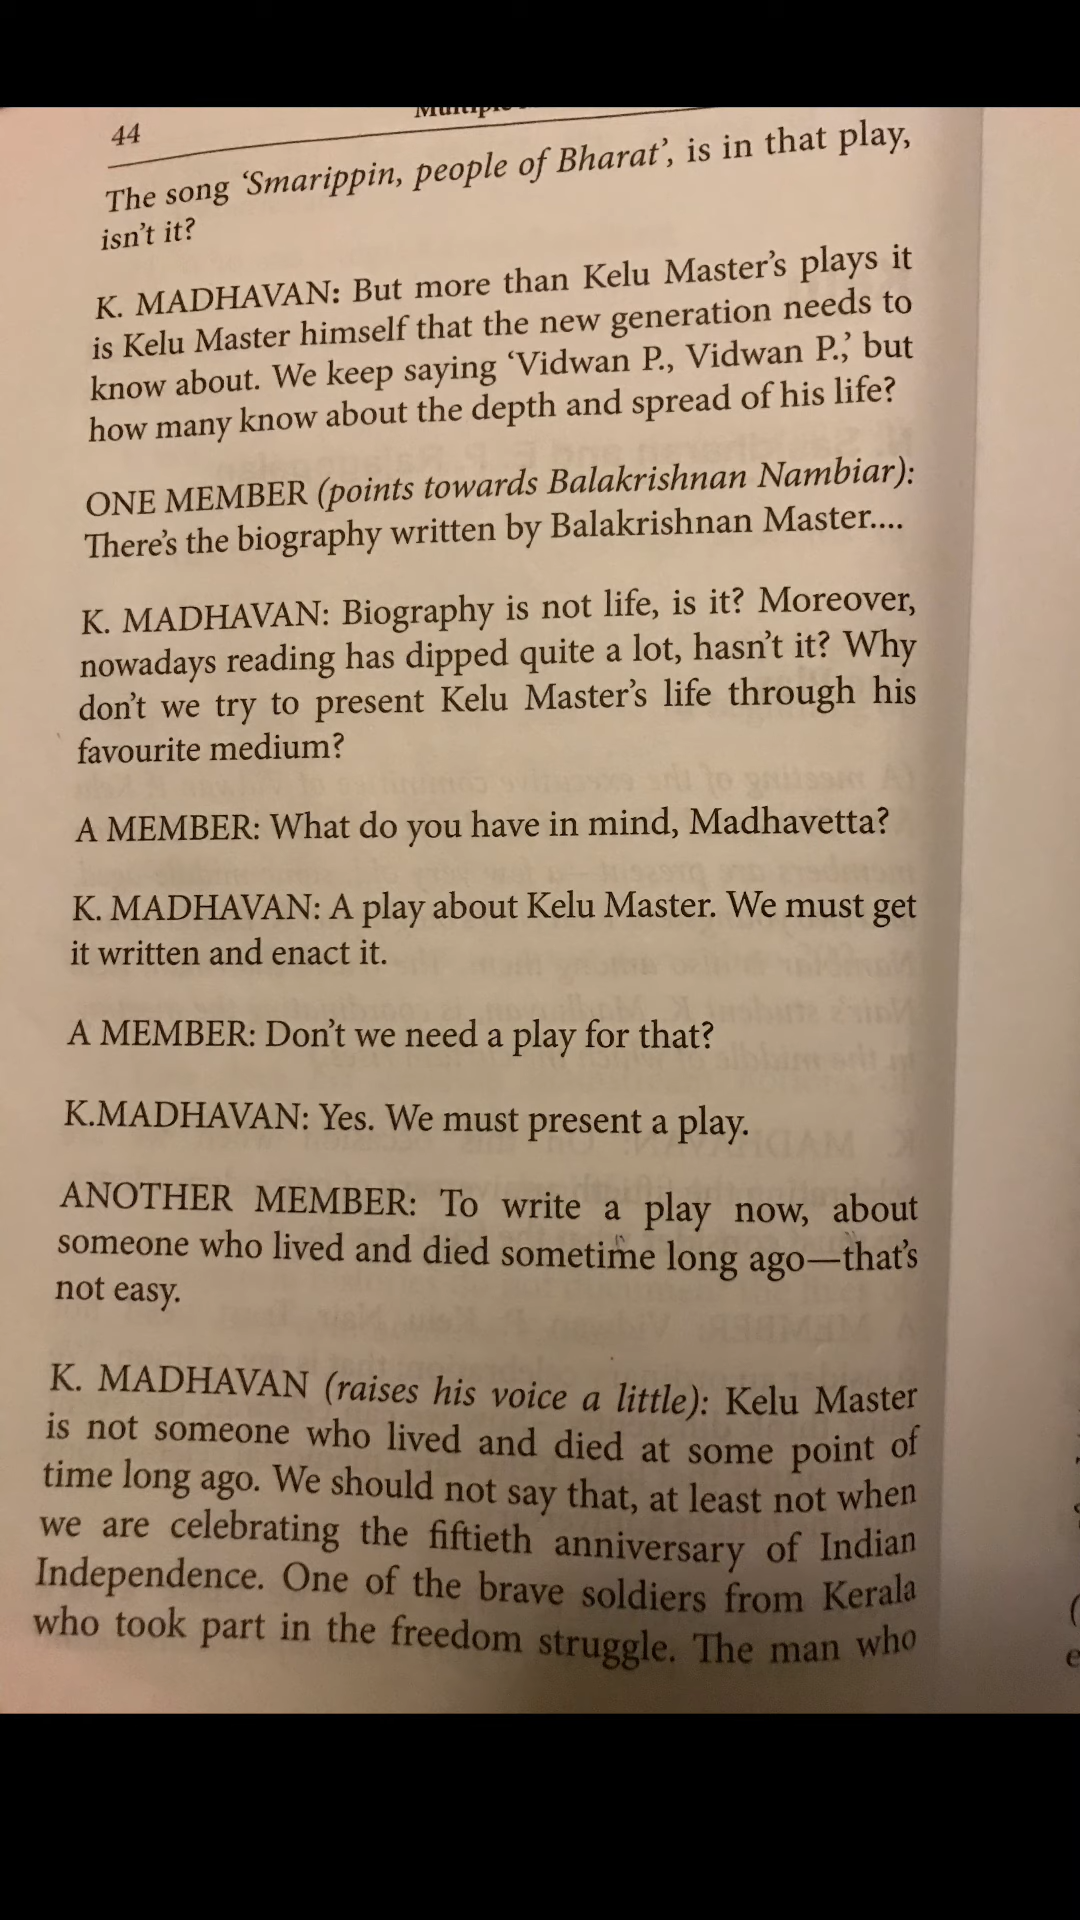 44
The song ‘Smarippin, people of Bharat’, is in that play,
isn’t it?
K. MADHAVAN: But more than Kelu Master’s plays it
is Kelu Master himself that the new generation needs to
know about. We keep saying ‘Vidwan P., Vidwan P.,’ but
how many know about the depth and spread of his life?
ONE MEMBER (points towards Balakrishnan Nambiar):
There’s the biography written by Balakrishnan Master....
K. MADHAVAN: Biography is not life, is it? Moreover,
nowadays reading has dipped quite a lot, hasn’t it? Why
don’t we try to present Kelu Master’s life through his
favourite medium?
A MEMBER: What do you have in mind, Madhavetta?
K. MADHAVAN: A play about Kelu Master. We must get
it written and enact it.
A MEMBER: Don’t we need a play for that?
K.MADHAVAN: Yes. We must present a play.
ANOTHER MEMBER: To write a play now, about
someone who lived and died sometime long ago—that’s
not easy.
K. MADHAVAN (raises his voice a little): Kelu Master
is not someone who lived and died at some point of
time long ago. We should not say that, at least not when
we are celebrating the fiftieth anniversary of Indian
Independence. One of the brave soldiers from Kerala
who took part in the freedom struggle. The man who